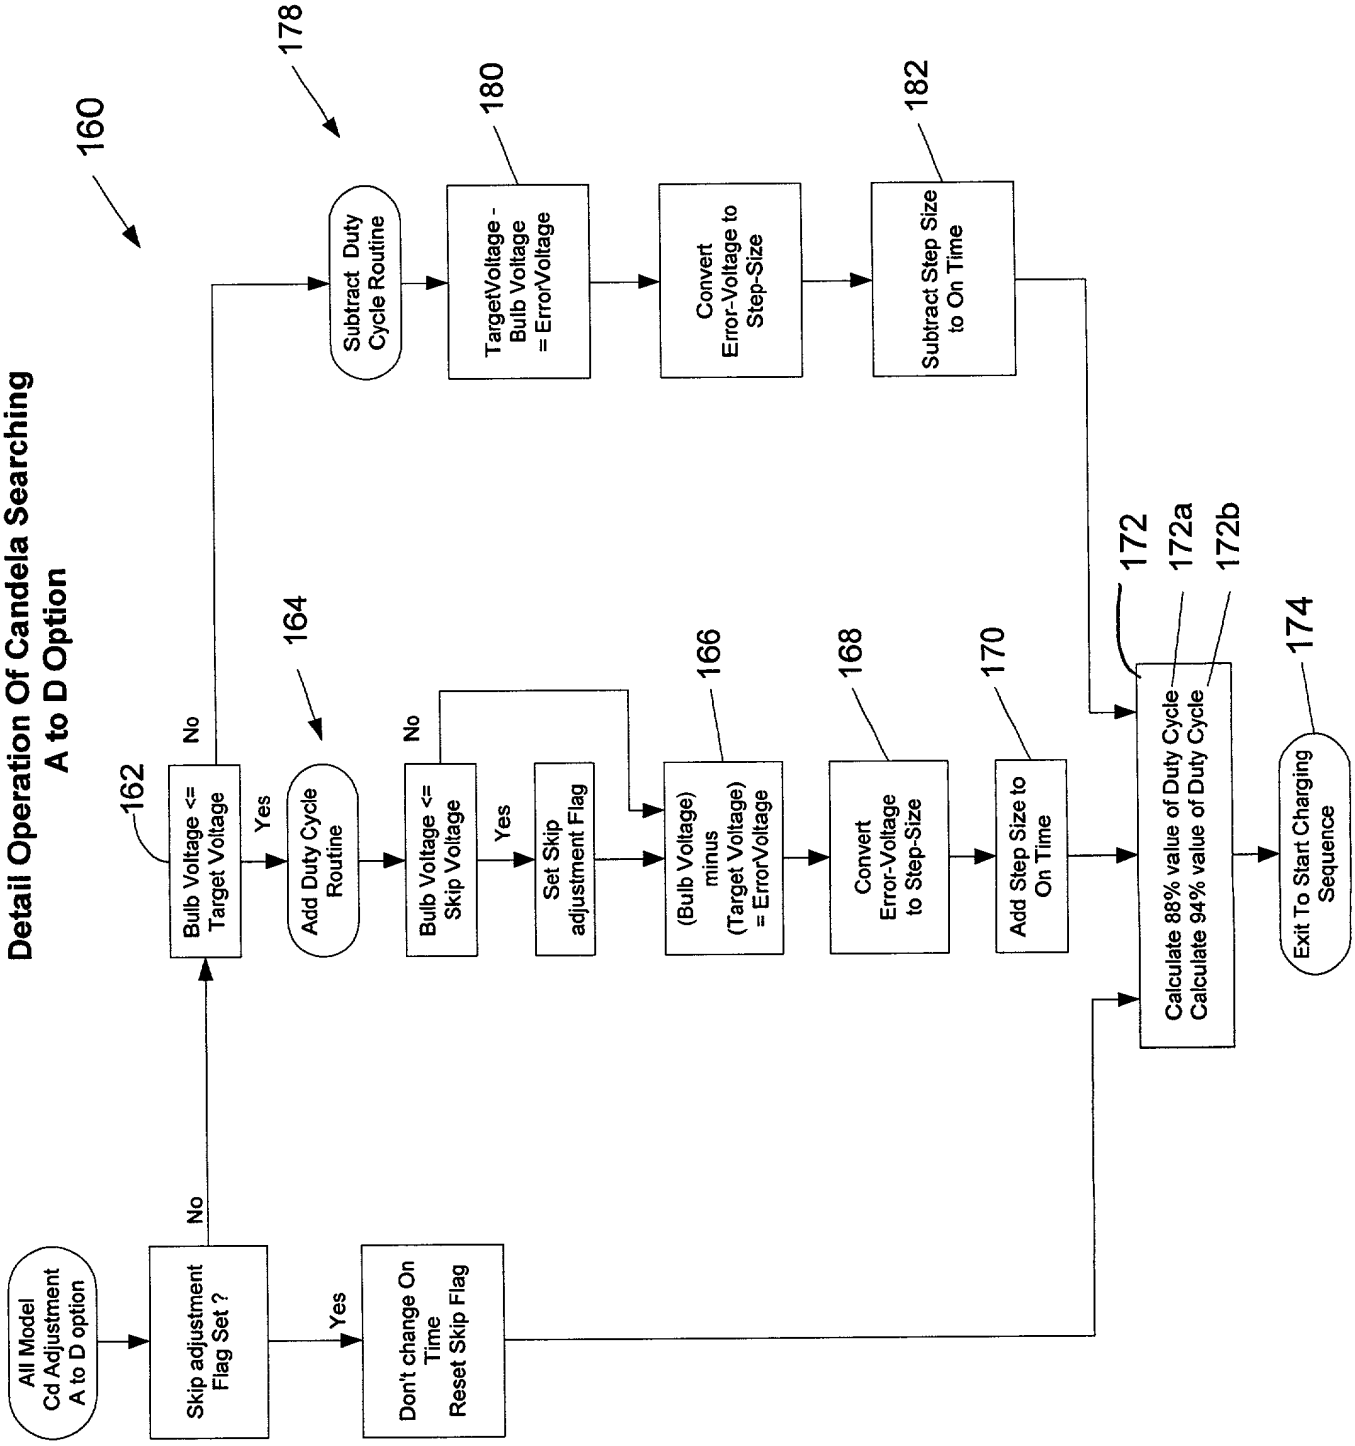 Detail Operation Of Candela Searching
A to D Option
160
All Model
Cd Adjustment
A to D option
Skip adjustment
Flag Set ?
No
Yes
Don't change On
Time
Reset Skip Flag
162
Bulb Voltage <=
Target Voltage
No
Yes
164
Add Duty Cycle
Routine
Bulb Voltage <=
Skip Voltage
No
Yes
Set Skip
adjustment Flag
166
(Bulb Voltage)
minus
(Target Voltage)
= ErrorVoltage
168
Convert
Error-Voltage
to Step-Size
170
Add Step Size to
On Time
178
Subtract Duty
Cycle Routine
180
TargetVoltage -
Bulb Voltage
= ErrorVoltage
Convert
Error-Voltage to
Step-Size
182
Subtract Step Size
to On Time
172
Calculate 88% value of Duty Cycle
172a
Calculate 94% value of Duty Cycle
172b
174
Exit To Start Charging
Sequence